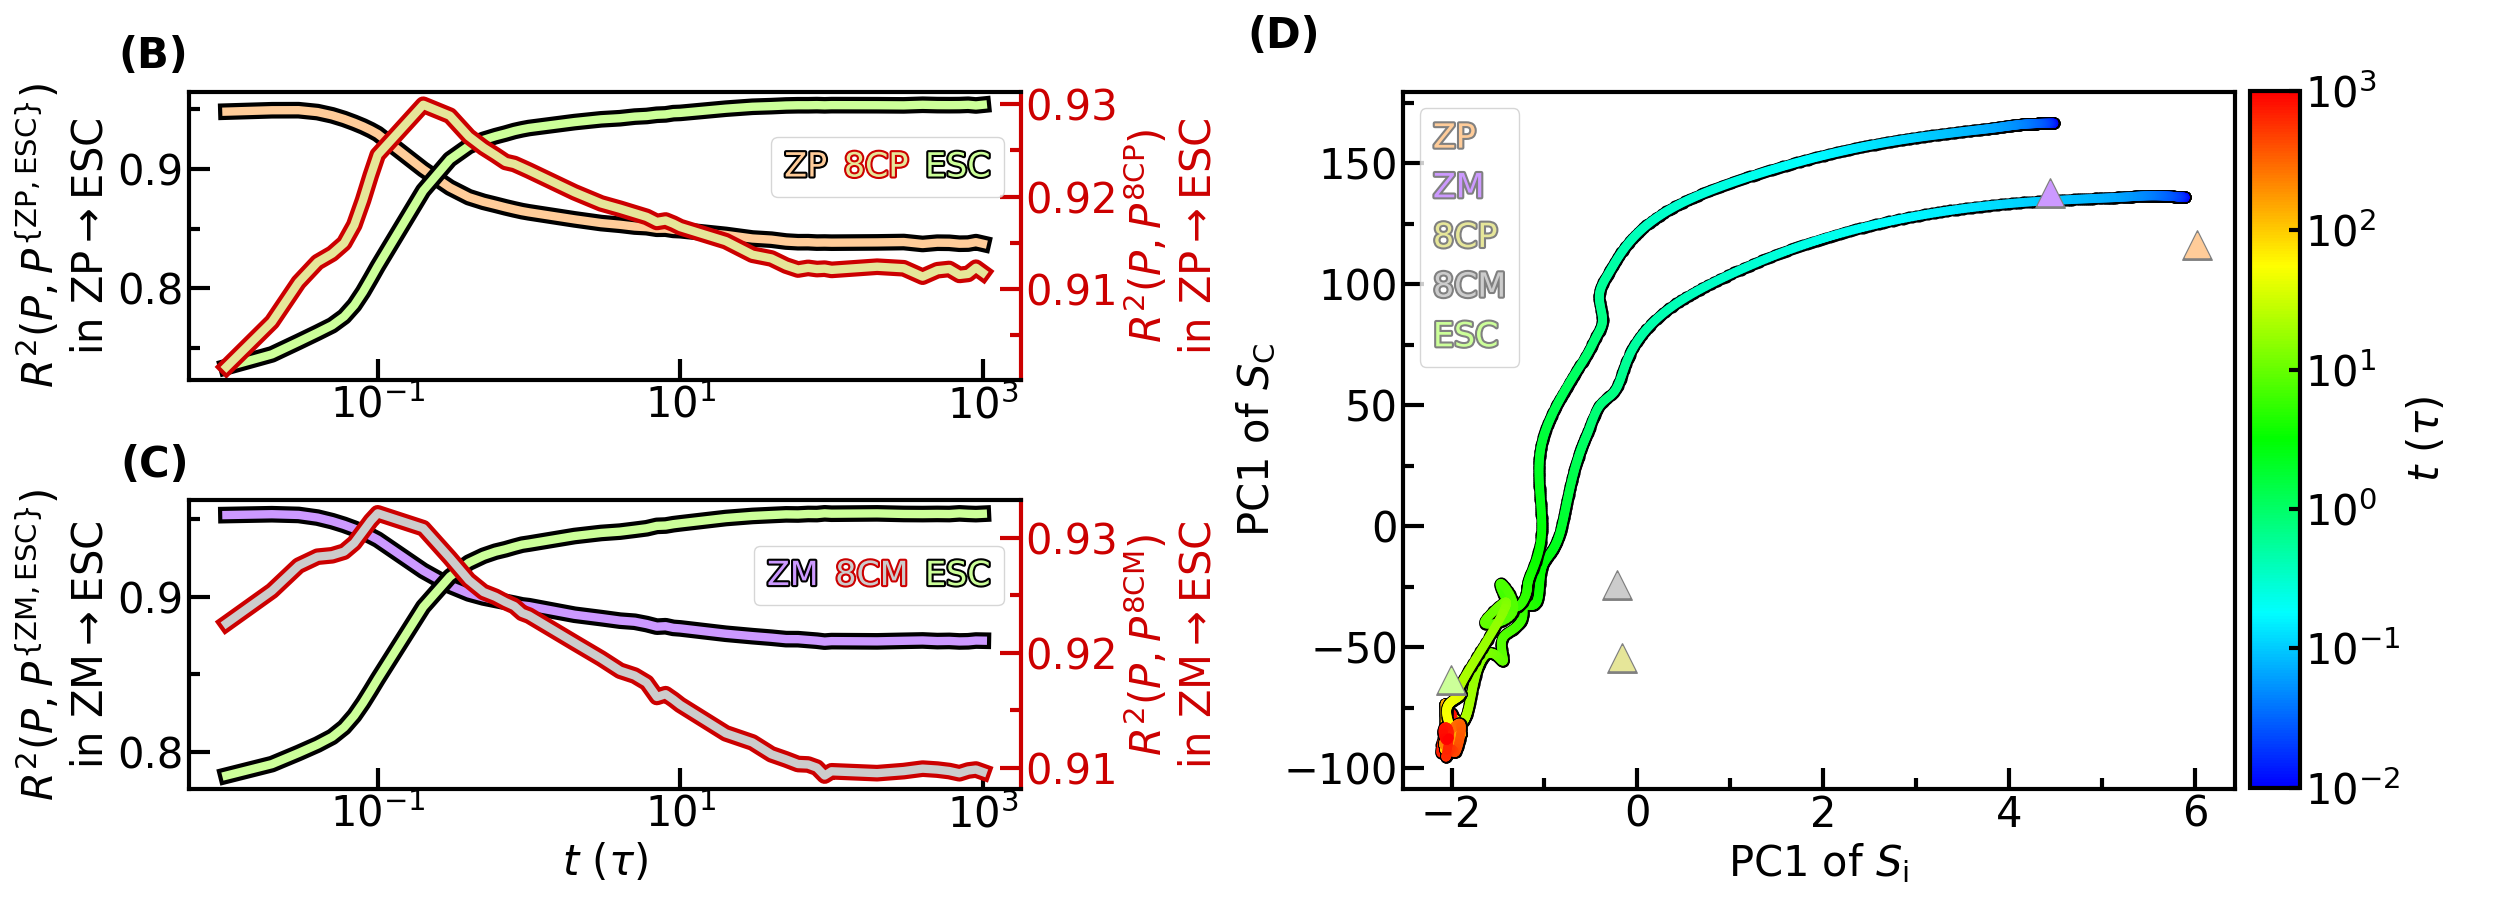 (B)
R²(P, P^{ZP, ESC})
in ZP→ESC
0.9
0.8
ZP 8CP ESC
0.93
0.92
0.91
R²(P, P^8CP)
in ZP→ESC
10⁻¹ 10¹ 10³
(C)
R²(P, P^{ZM, ESC})
in ZM→ESC
0.9
0.8
ZM 8CM ESC
0.93
0.92
0.91
R²(P, P^8CM)
in ZM→ESC
10⁻¹ 10¹ 10³
t (τ)
(D)
PC1 of S_C
150
100
50
0
−50
−100
ZP
ZM
8CP
8CM
ESC
−2 0 2 4 6
PC1 of S_i
10³
10²
10¹
10⁰
10⁻¹
10⁻²
t (τ)